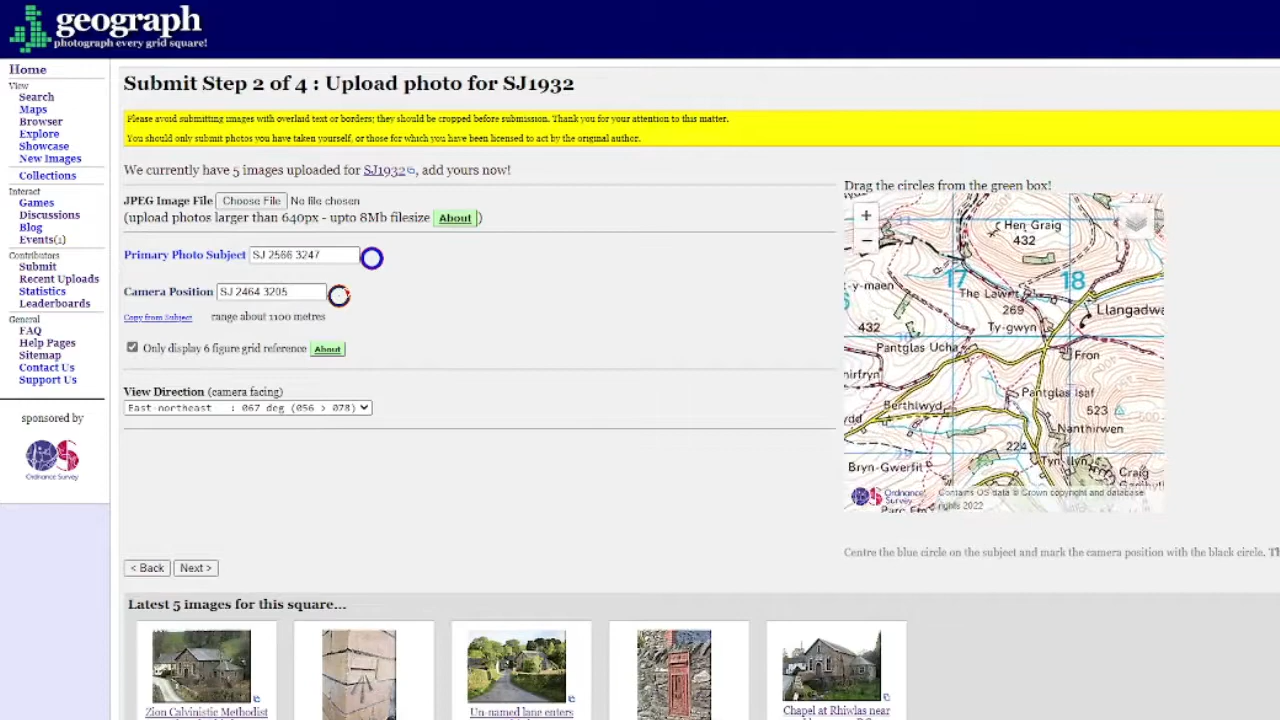 geograph
photograph every grid square!
Home
View
Search
Maps
Browser
Explore
Showcase
New Images
Collections
Interact
Games
Discussions
Blog
Events(1)
Contributors
Submit
Recent Uploads
Statistics
Leaderboards
General
FAQ
Help Pages
Sitemap
Contact Us
Support Us
sponsored by
Ordnance Survey
Submit Step 2 of 4 : Upload photo for SJ1932
Please avoid submitting images with overlaid text or borders; they should be cropped before submission. Thank you for your attention to this matter.
You should only submit photos you have taken yourself, or those for which you have been licensed to act by the original author.
We currently have 5 images uploaded for SJ1932, add yours now!
JPEG Image File Choose File No file chosen
(upload photos larger than 640px - upto 8Mb filesize About)
Primary Photo Subject SJ 2566 3247
Camera Position SJ 2464 3205
Copy from Subject range about 1100 metres
Only display 6 figure grid reference About
View Direction (camera facing)
East-northeast : 067 deg (056 > 078)
Drag the circles from the green box!
+
−
31
Hen Graig
432
17
18
-y-maen
The Lawnt
269
Llangadwa
432
Ty-gwyn
Pantglas Ucha
Fron
nirfryn
Pantglas Isaf
Berthlwyd
523
ydd
Nanthirwen
224
Bryn-Gwerfil
Tyn-llyn
Craig
Ordnance
Survey
Contains OS data © Crown copyright and database
rights 2022
Centre the blue circle on the subject and mark the camera position with the black circle.
< Back Next >
Latest 5 images for this square...
Zion Calvinistic Methodist
Un-named lane enters
Chapel at Rhiwlas near